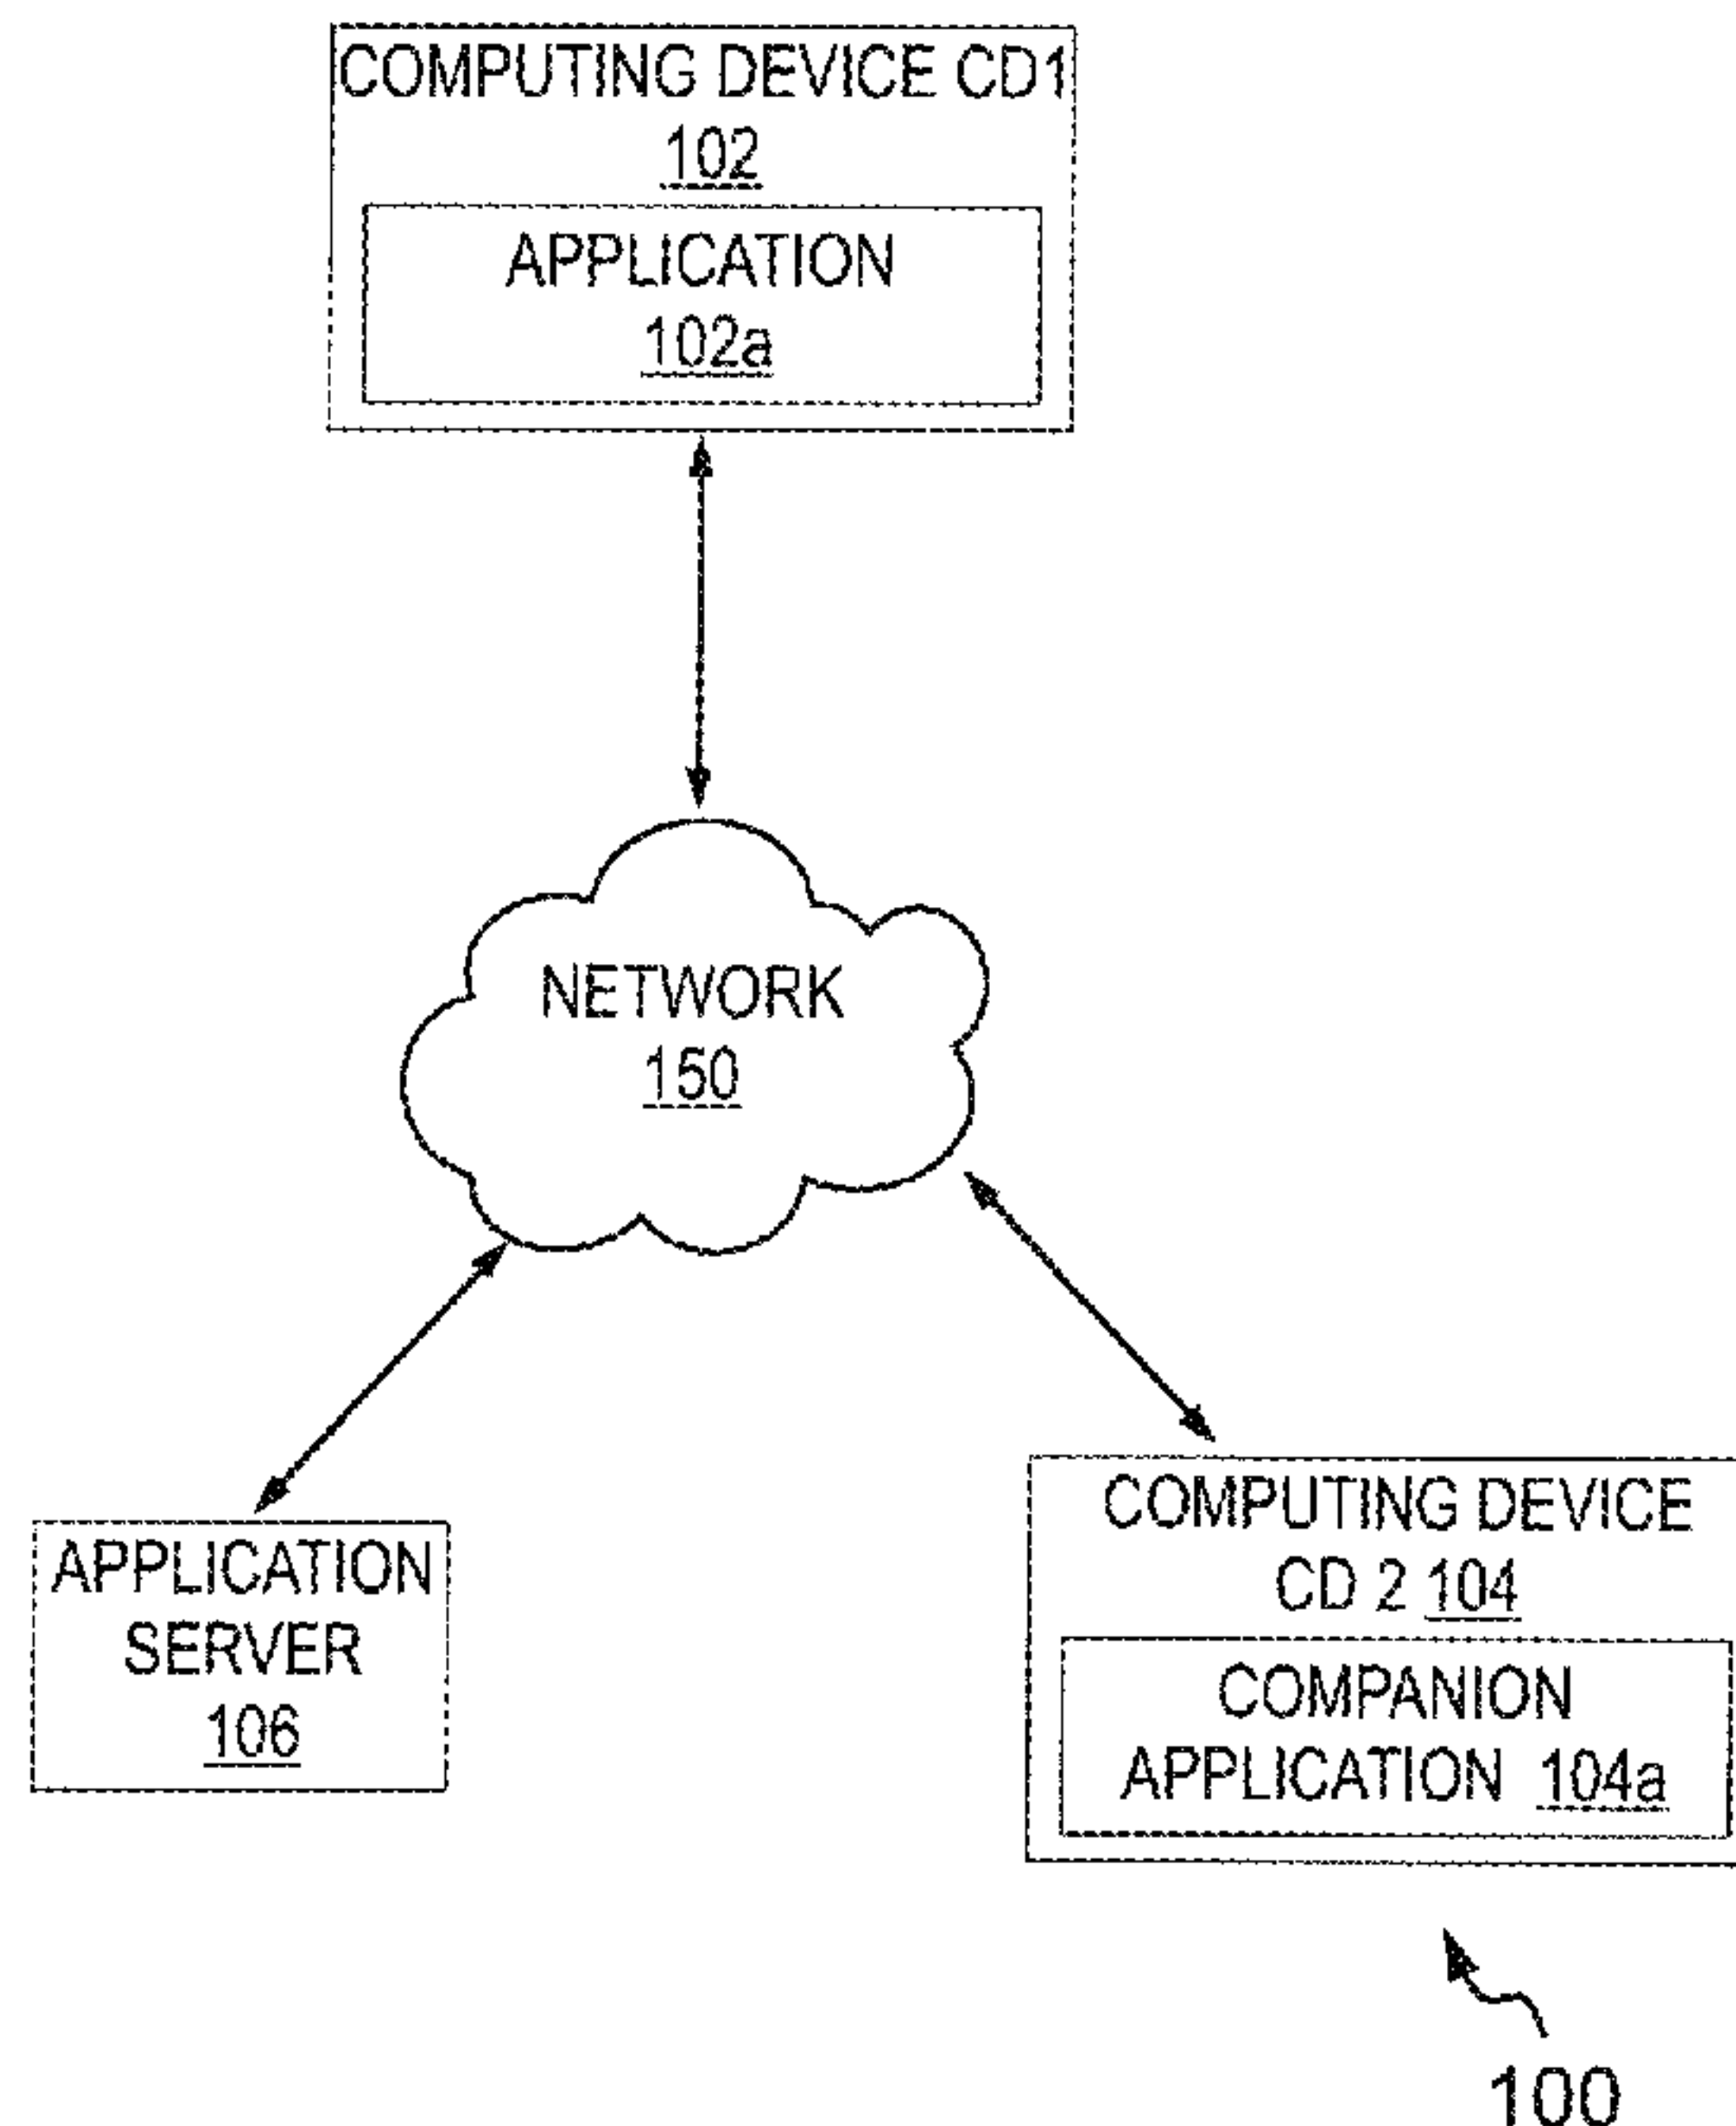 COMPUTING DEVICE CD1
102
APPLICATION
102a
NETWORK
150
APPLICATION
SERVER
106
COMPUTING DEVICE
CD 2 104
COMPANION
APPLICATION 104a
100